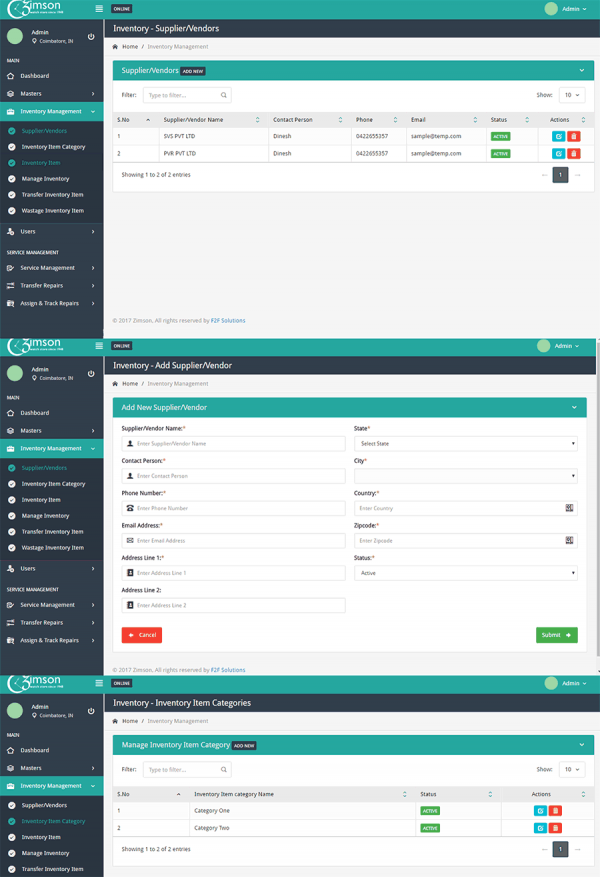 Zimson
ONLINE
Admin
Admin
Coimbatore, IN
Inventory - Supplier/Vendors
Home / Inventory Management
MAIN
Dashboard
Masters
Inventory Management
Supplier/Vendors
Inventory Item Category
Inventory Item
Manage Inventory
Transfer Inventory Item
Wastage Inventory Item
Users
SERVICE MANAGEMENT
Service Management
Transfer Repairs
Assign & Track Repairs
Supplier/Vendors ADD NEW
Filter: Type to filter... Show: 10
S.No Supplier/Vendor Name Contact Person Phone Email Status Actions
1 SVS PVT LTD Dinesh 0422655357 sample@temp.com ACTIVE
2 PVR PVT LTD Dinesh 0422655357 sample@temp.com ACTIVE
Showing 1 to 2 of 2 entries ← 1 →
© 2017 Zimson. All rights reserved by F2F Solutions
Zimson
ONLINE
Admin
Admin
Coimbatore, IN
Inventory - Add Supplier/Vendor
Home / Inventory Management
MAIN
Dashboard
Masters
Inventory Management
Supplier/Vendors
Inventory Item Category
Inventory Item
Manage Inventory
Transfer Inventory Item
Wastage Inventory Item
Users
SERVICE MANAGEMENT
Service Management
Transfer Repairs
Assign & Track Repairs
Add New Supplier/Vendor
Supplier/Vendor Name:* State*
Enter Supplier/Vendor Name Select State
Contact Person:* City*
Enter Contact Person
Phone Number:* Country:*
Enter Phone Number Enter Country
Email Address:* Zipcode:*
Enter Email Address Enter Zipcode
Address Line 1:* Status:*
Enter Address Line 1 Active
Address Line 2:
Enter Address Line 2
← Cancel Submit →
© 2017 Zimson. All rights reserved by F2F Solutions
Zimson
ONLINE
Admin
Admin
Coimbatore, IN
Inventory - Inventory Item Categories
Home / Inventory Management
MAIN
Dashboard
Masters
Inventory Management
Supplier/Vendors
Inventory Item Category
Inventory Item
Manage Inventory
Transfer Inventory Item
Manage Inventory Item Category ADD NEW
Filter: Type to filter... Show: 10
S.No Inventory Item category Name Status Actions
1 Category One ACTIVE
2 Category Two ACTIVE
Showing 1 to 2 of 2 entries ← 1 →